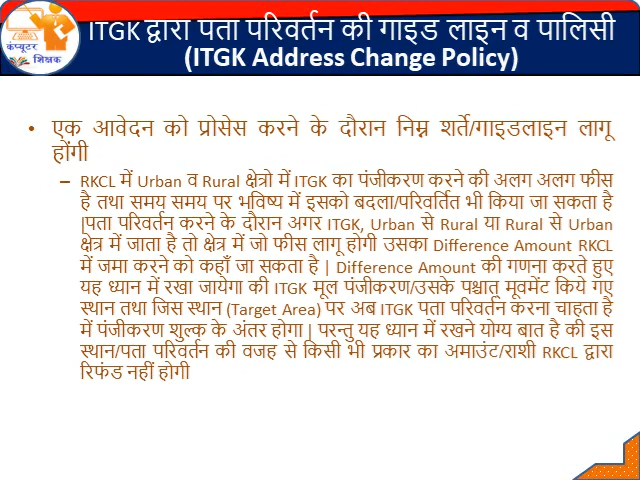 कंप्यूटर
शिक्षक
ITGK द्वारा पता परिवर्तन की गाइड लाइन व पालिसी
(ITGK Address Change Policy)
• एक आवेदन को प्रोसेस करने के दौरान निम्न शर्ते/गाइडलाइन लागू
होंगी
– RKCL में Urban व Rural क्षेत्रो में ITGK का पंजीकरण करने की अलग अलग फीस
है तथा समय समय पर भविष्य में इसको बदला/परिवर्तित भी किया जा सकता है
|पता परिवर्तन करने के दौरान अगर ITGK, Urban से Rural या Rural से Urban
क्षेत्र में जाता है तो क्षेत्र में जो फीस लागू होगी उसका Difference Amount RKCL
में जमा करने को कहाँ जा सकता है | Difference Amount की गणना करते हुए
यह ध्यान में रखा जायेगा की ITGK मूल पंजीकरण/उसके पश्चात् मूवमेंट किये गए
स्थान तथा जिस स्थान (Target Area) पर अब ITGK पता परिवर्तन करना चाहता है
में पंजीकरण शुल्क के अंतर होगा | परन्तु यह ध्यान में रखने योग्य बात है की इस
स्थान/पता परिवर्तन की वजह से किसी भी प्रकार का अमाउंट/राशी RKCL द्वारा
रिफंड नहीं होगी